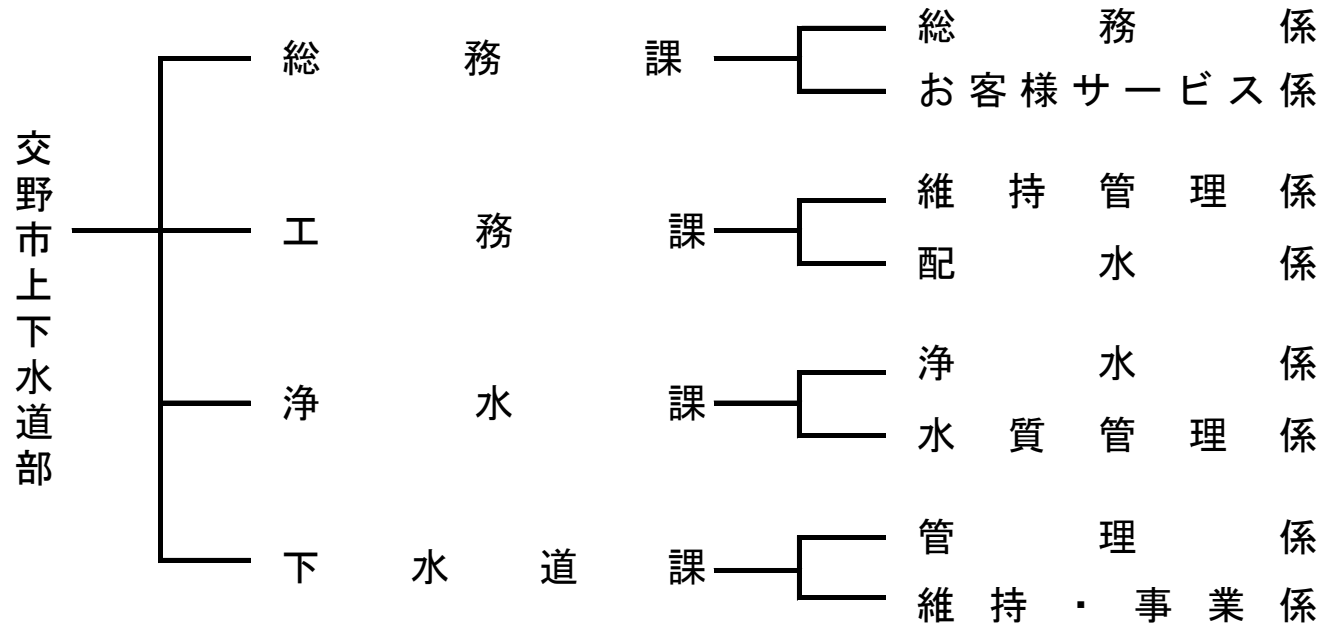 交野市上下水道部
総務課
総務係
お客様サービス係
工務課
維持管理係
配水係
浄水課
浄水係
水質管理係
下水道課
管理係
維持・事業係